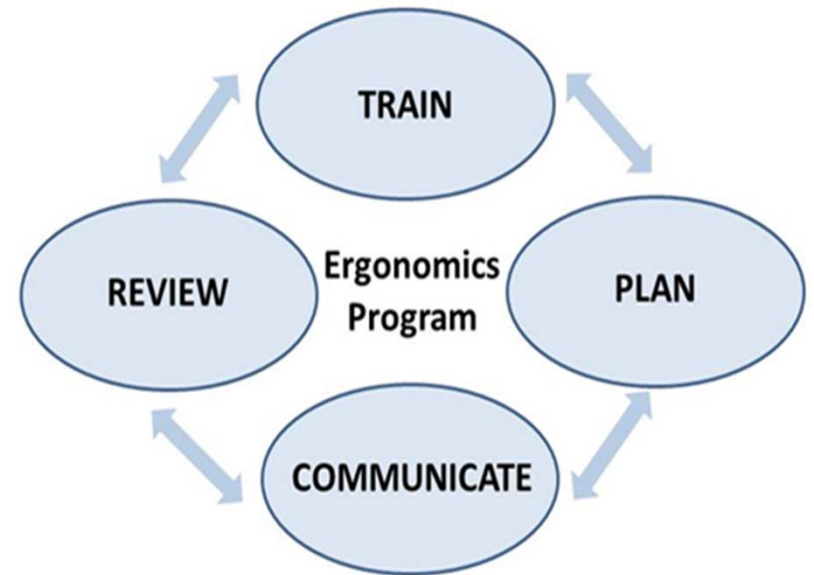 TRAIN
REVIEW
Ergonomics
Program
PLAN
COMMUNICATE